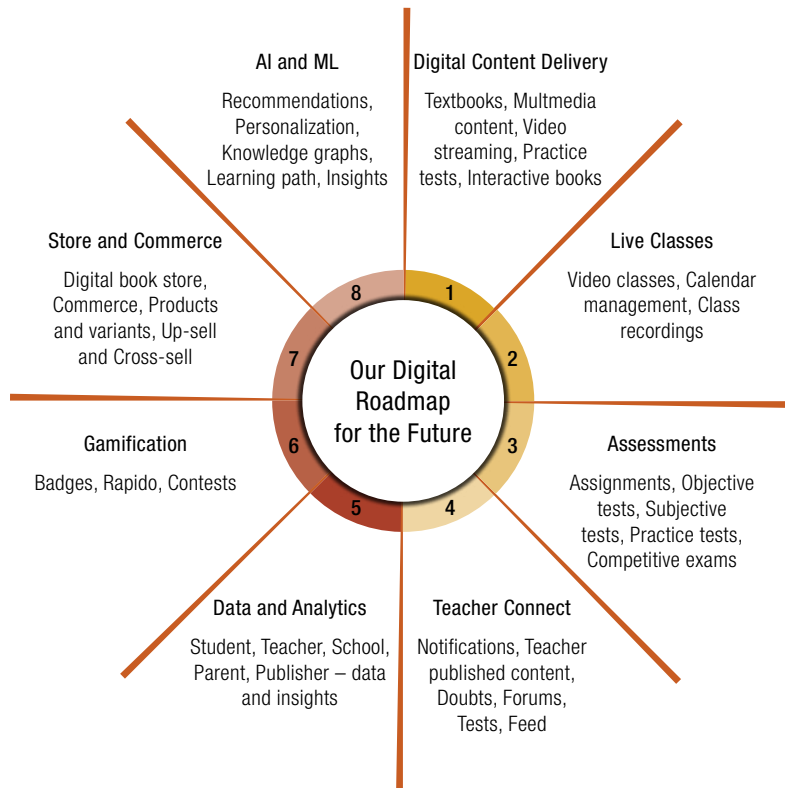 Our Digital
Roadmap
for the Future
1
Digital Content Delivery
Textbooks, Multimedia
content, Video
streaming, Practice
tests, Interactive books
2
Live Classes
Video classes, Calendar
management, Class
recordings
3
Assessments
Assignments, Objective
tests, Subjective
tests, Practice tests,
Competitive exams
4
Teacher Connect
Notifications, Teacher
published content,
Doubts, Forums,
Tests, Feed
5
Data and Analytics
Student, Teacher, School,
Parent, Publisher – data
and insights
6
Gamification
Badges, Rapido, Contests
7
Store and Commerce
Digital book store,
Commerce, Products
and variants, Up-sell
and Cross-sell
8
AI and ML
Recommendations,
Personalization,
Knowledge graphs,
Learning path, Insights